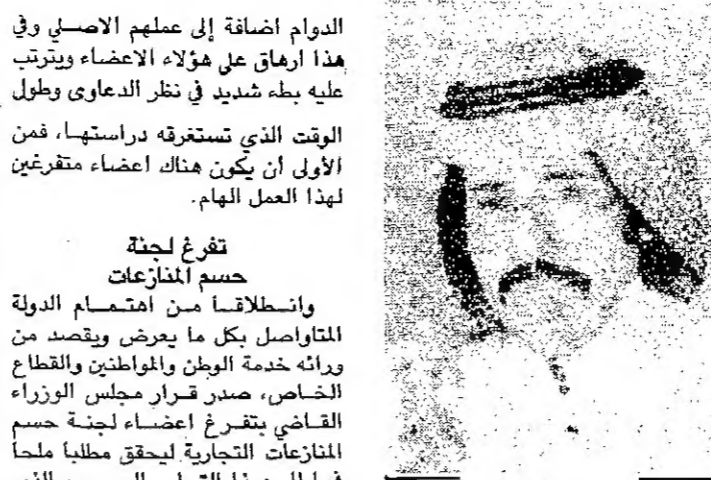 الدوام اضافة إلى عملهم الاصلي وفي
هذا ارهاق على هؤلاء الاعضاء ويترتب
عليه بطء شديد في نظر الدعاوى وطول
الوقت الذي تستغرقه دراستها، فمن
الأولى أن يكون هناك اعضاء متفرغين
لهذا العمل الهام.
تفرغ لجنة
حسم المنازعات
وانطلاقا من اهتمام الدولة
المتاواصل بكل ما يعرض ويقصد من
ورائه خدمة الوطن والمواطنين والقطاع
الخاص، صدر قرار مجلس الوزراء
القاضي بتفرغ اعضاء لجنة حسم
المنازعات التجارية ليحقق مطلبا ملحا